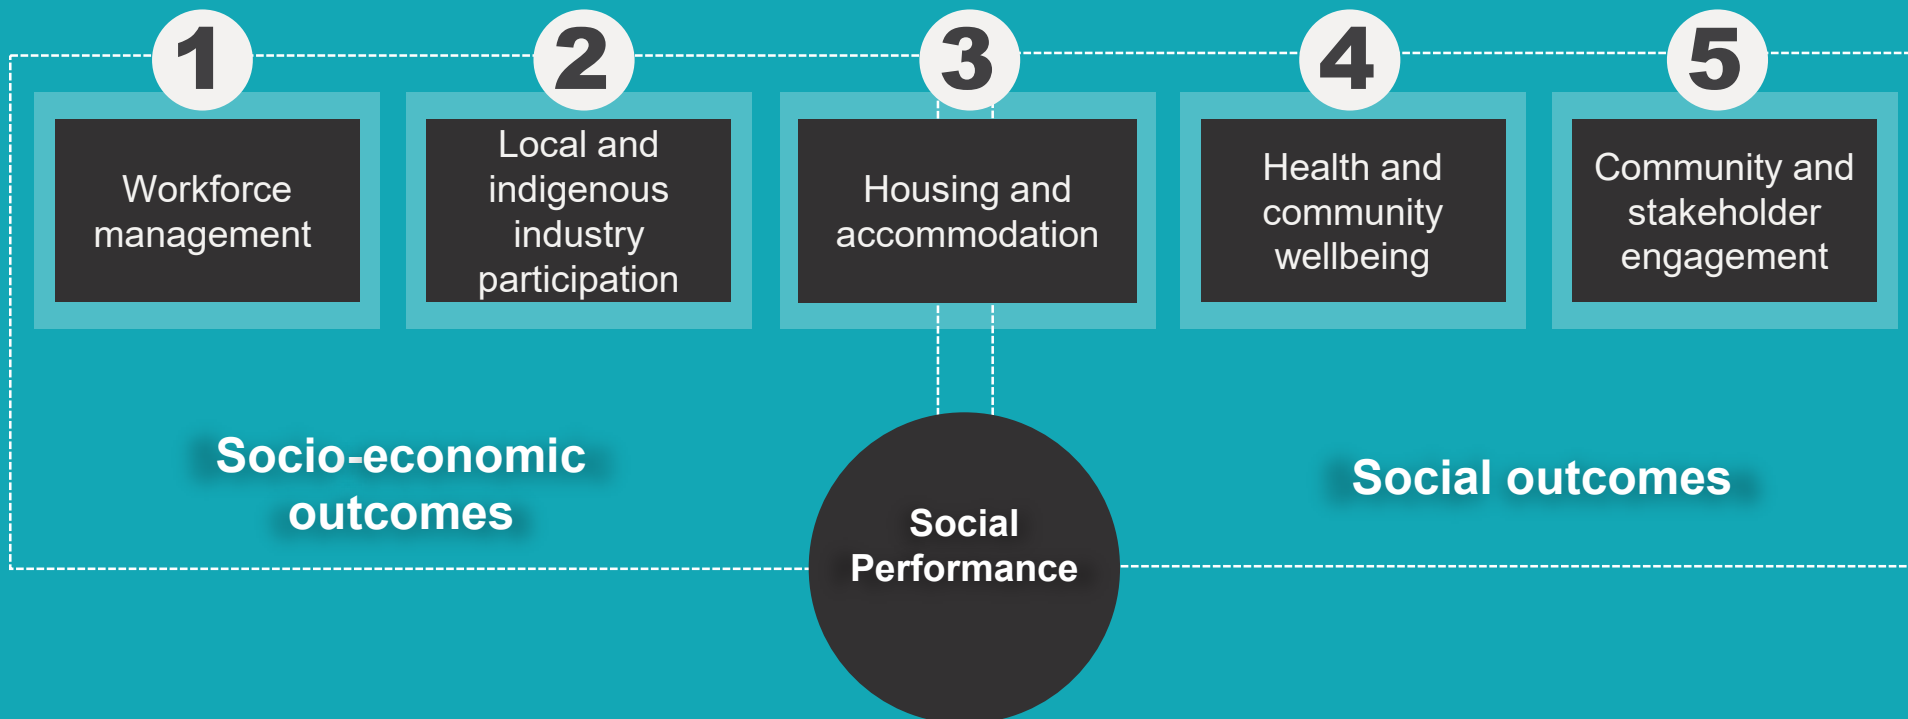 1
Workforce
management
2
Local and
indigenous
industry
participation
3
Housing and
accommodation
4
Health and
community
wellbeing
5
Community and
stakeholder
engagement
Socio-economic
outcomes
Social
Performance
Social outcomes